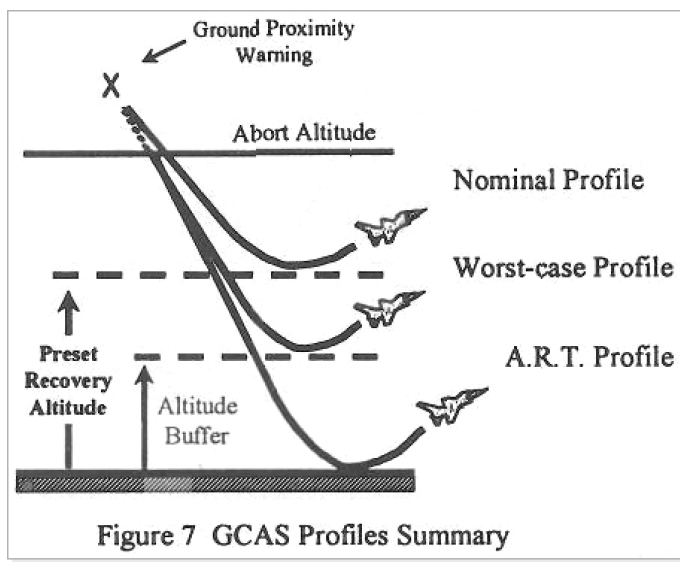 Ground Proximity
Warning
X
Abort Altitude
Nominal Profile
Worst-case Profile
Preset
Recovery
Altitude
A.R.T. Profile
Altitude
Buffer
Figure 7 GCAS Profiles Summary